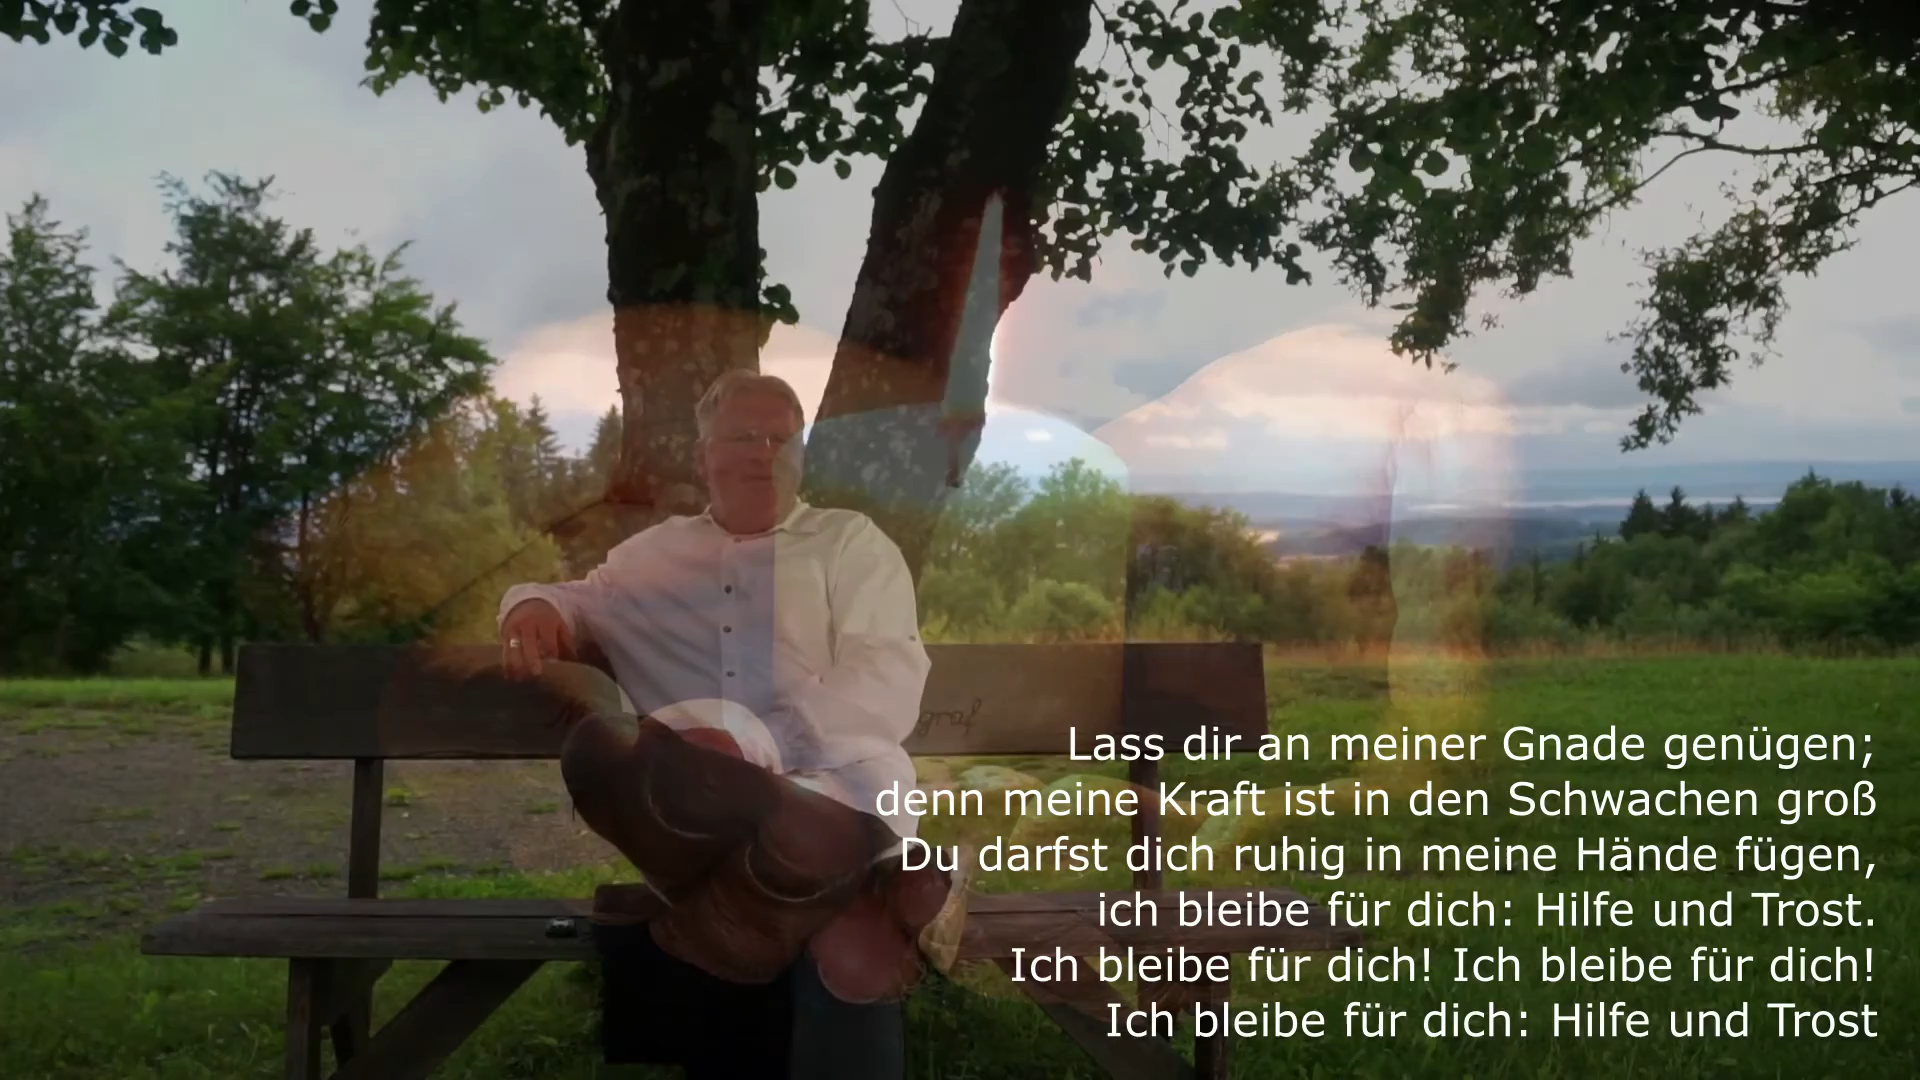 Lass dir an meiner Gnade genügen;
denn meine Kraft ist in den Schwachen groß
Du darfst dich ruhig in meine Hände fügen,
ich bleibe für dich: Hilfe und Trost.
Ich bleibe für dich! Ich bleibe für dich!
Ich bleibe für dich: Hilfe und Trost